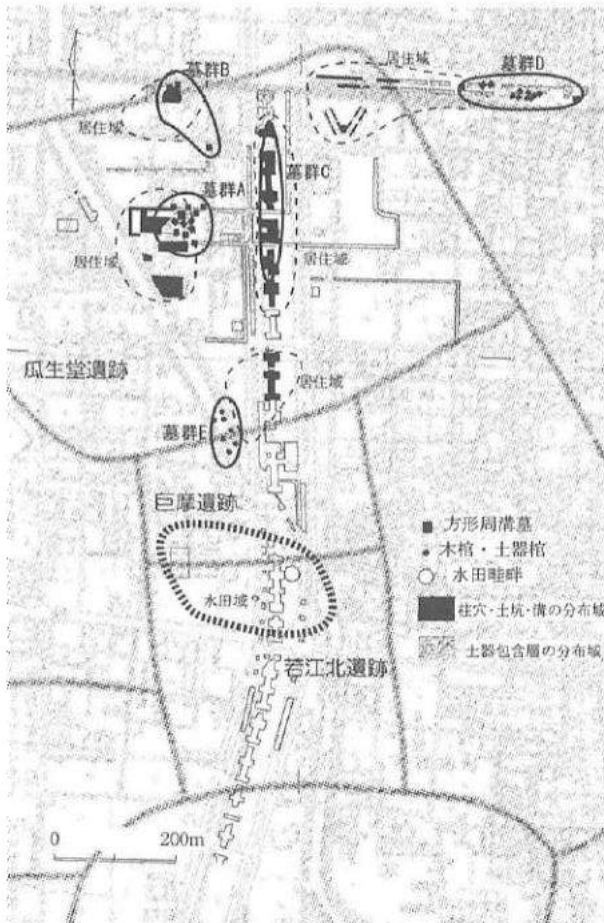 居住域
墓群D
墓群B
居住域
墓群C
墓群A
居住域
居住域
瓜生堂遺跡
居住域
墓群E
巨摩遺跡
方形周溝墓
木棺・土器棺
水田畦畔
水田域
柱穴・土坑・溝の分布域
土器包含層の分布域
若江北遺跡
0
200m